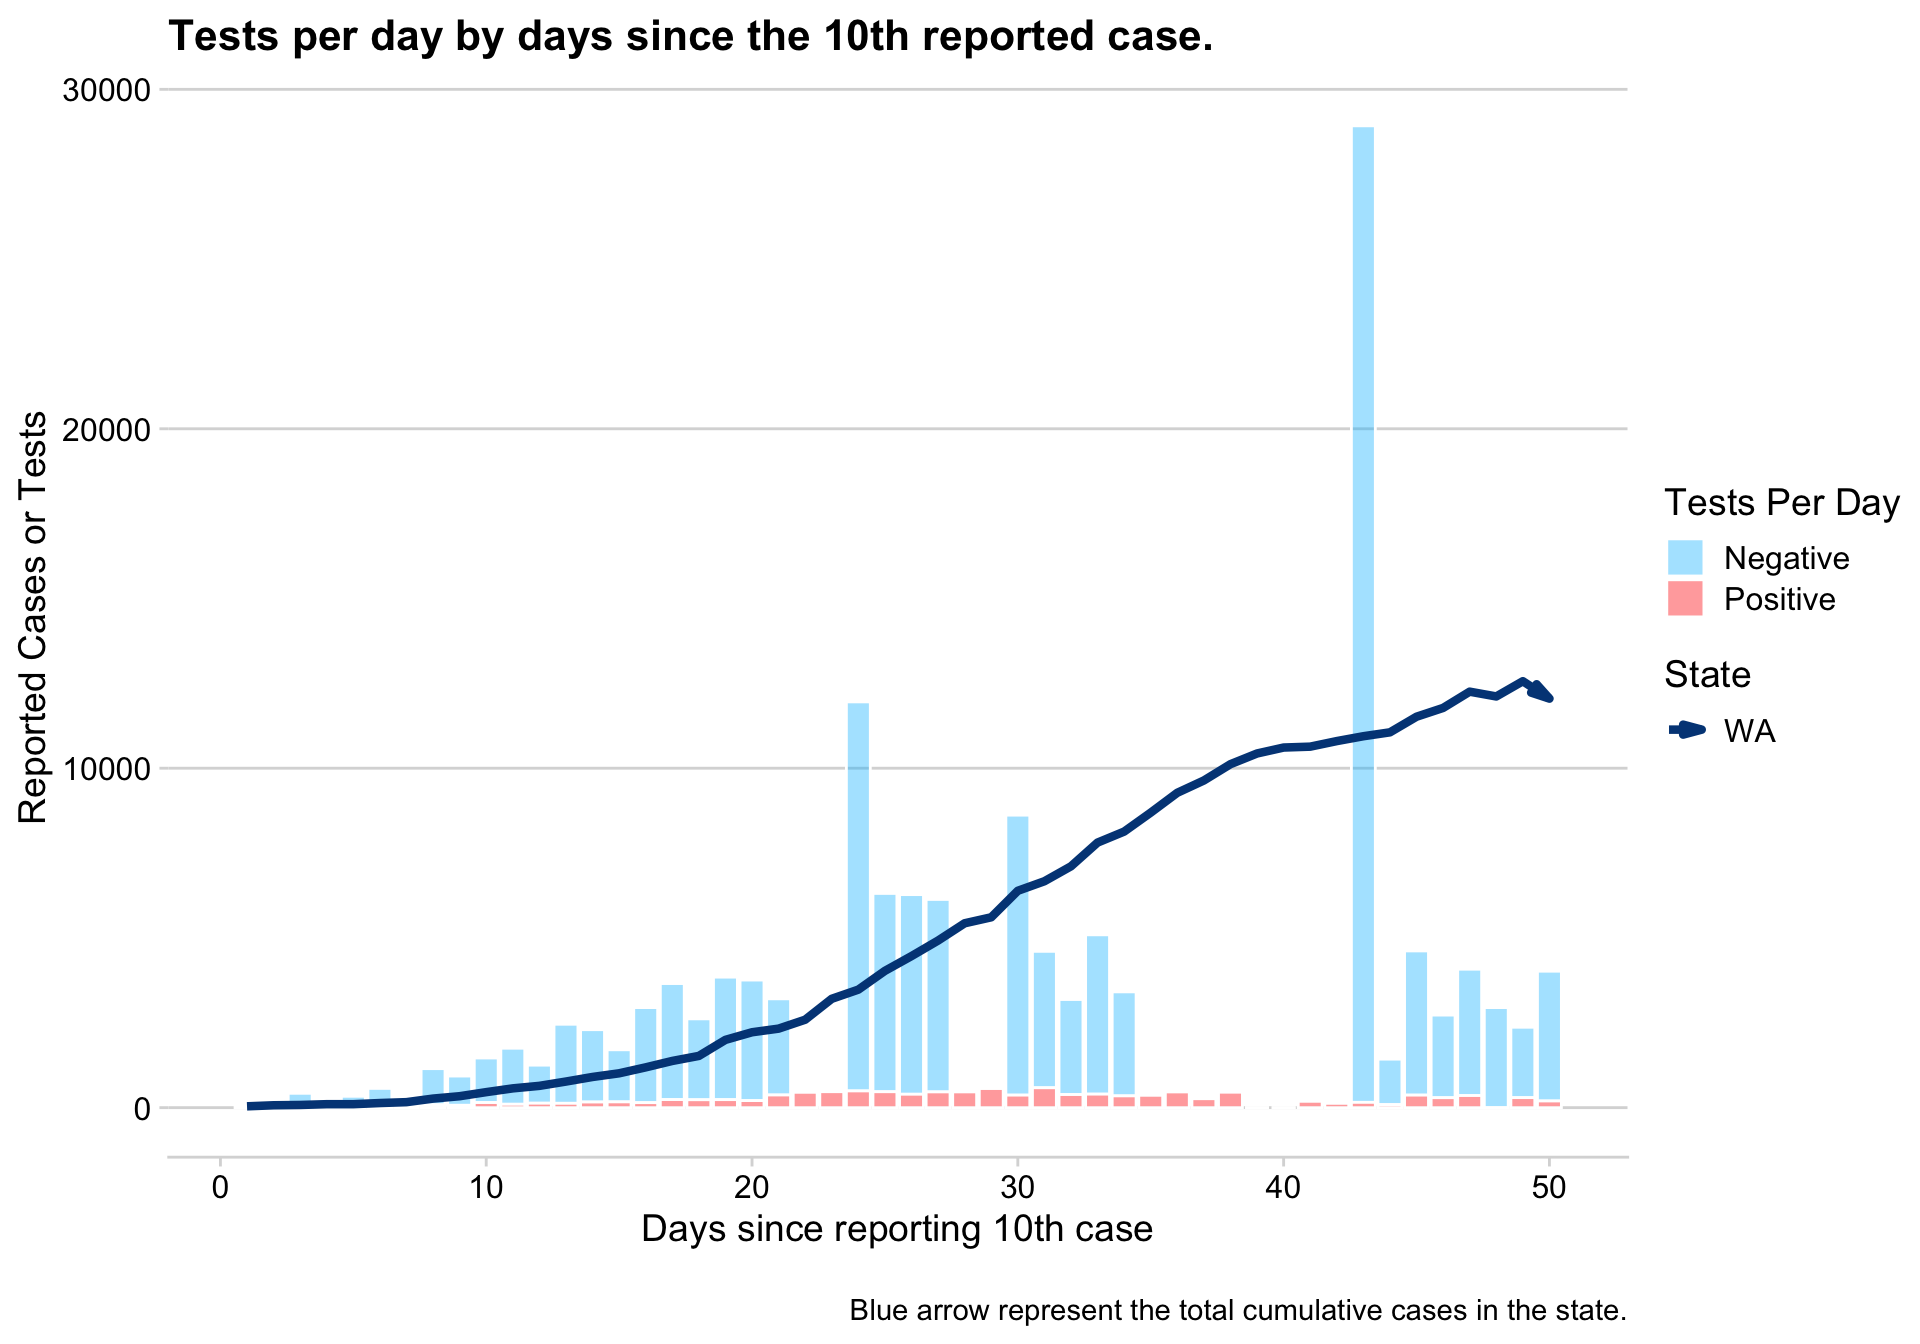 Tests per day by days since the 10th reported case.
30000
20000
10000
0
Reported Cases or Tests
0 10 20 30 40 50
Days since reporting 10th case
Tests Per Day
Negative
Positive
State
WA
Blue arrow represent the total cumulative cases in the state.